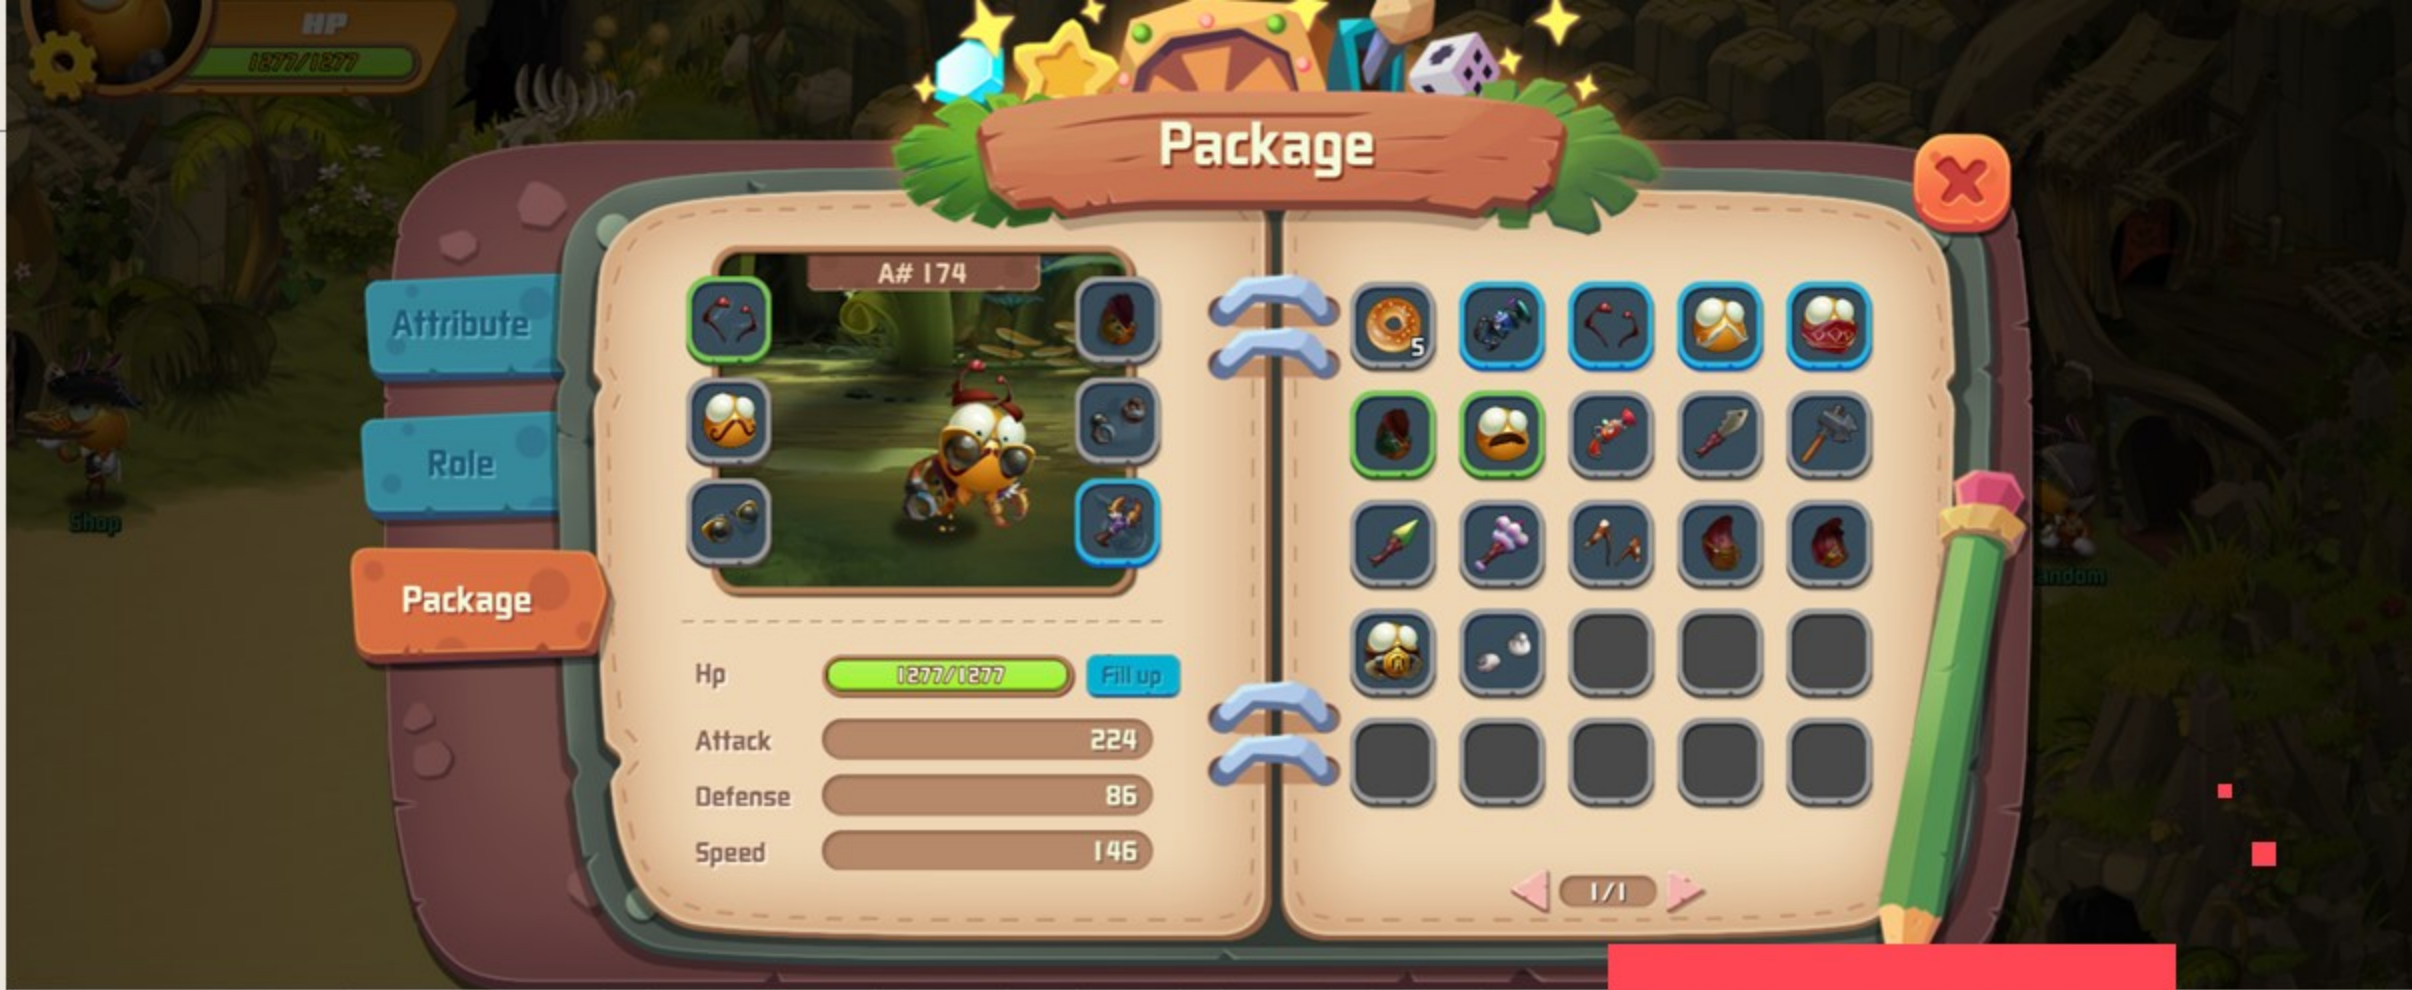 HP
1277/1277
Package
A# 174
Attribute
Role
Package
5
Shop
andom
Hp
1277/1277
Fill up
Attack
224
Defense
86
Speed
146
1/1